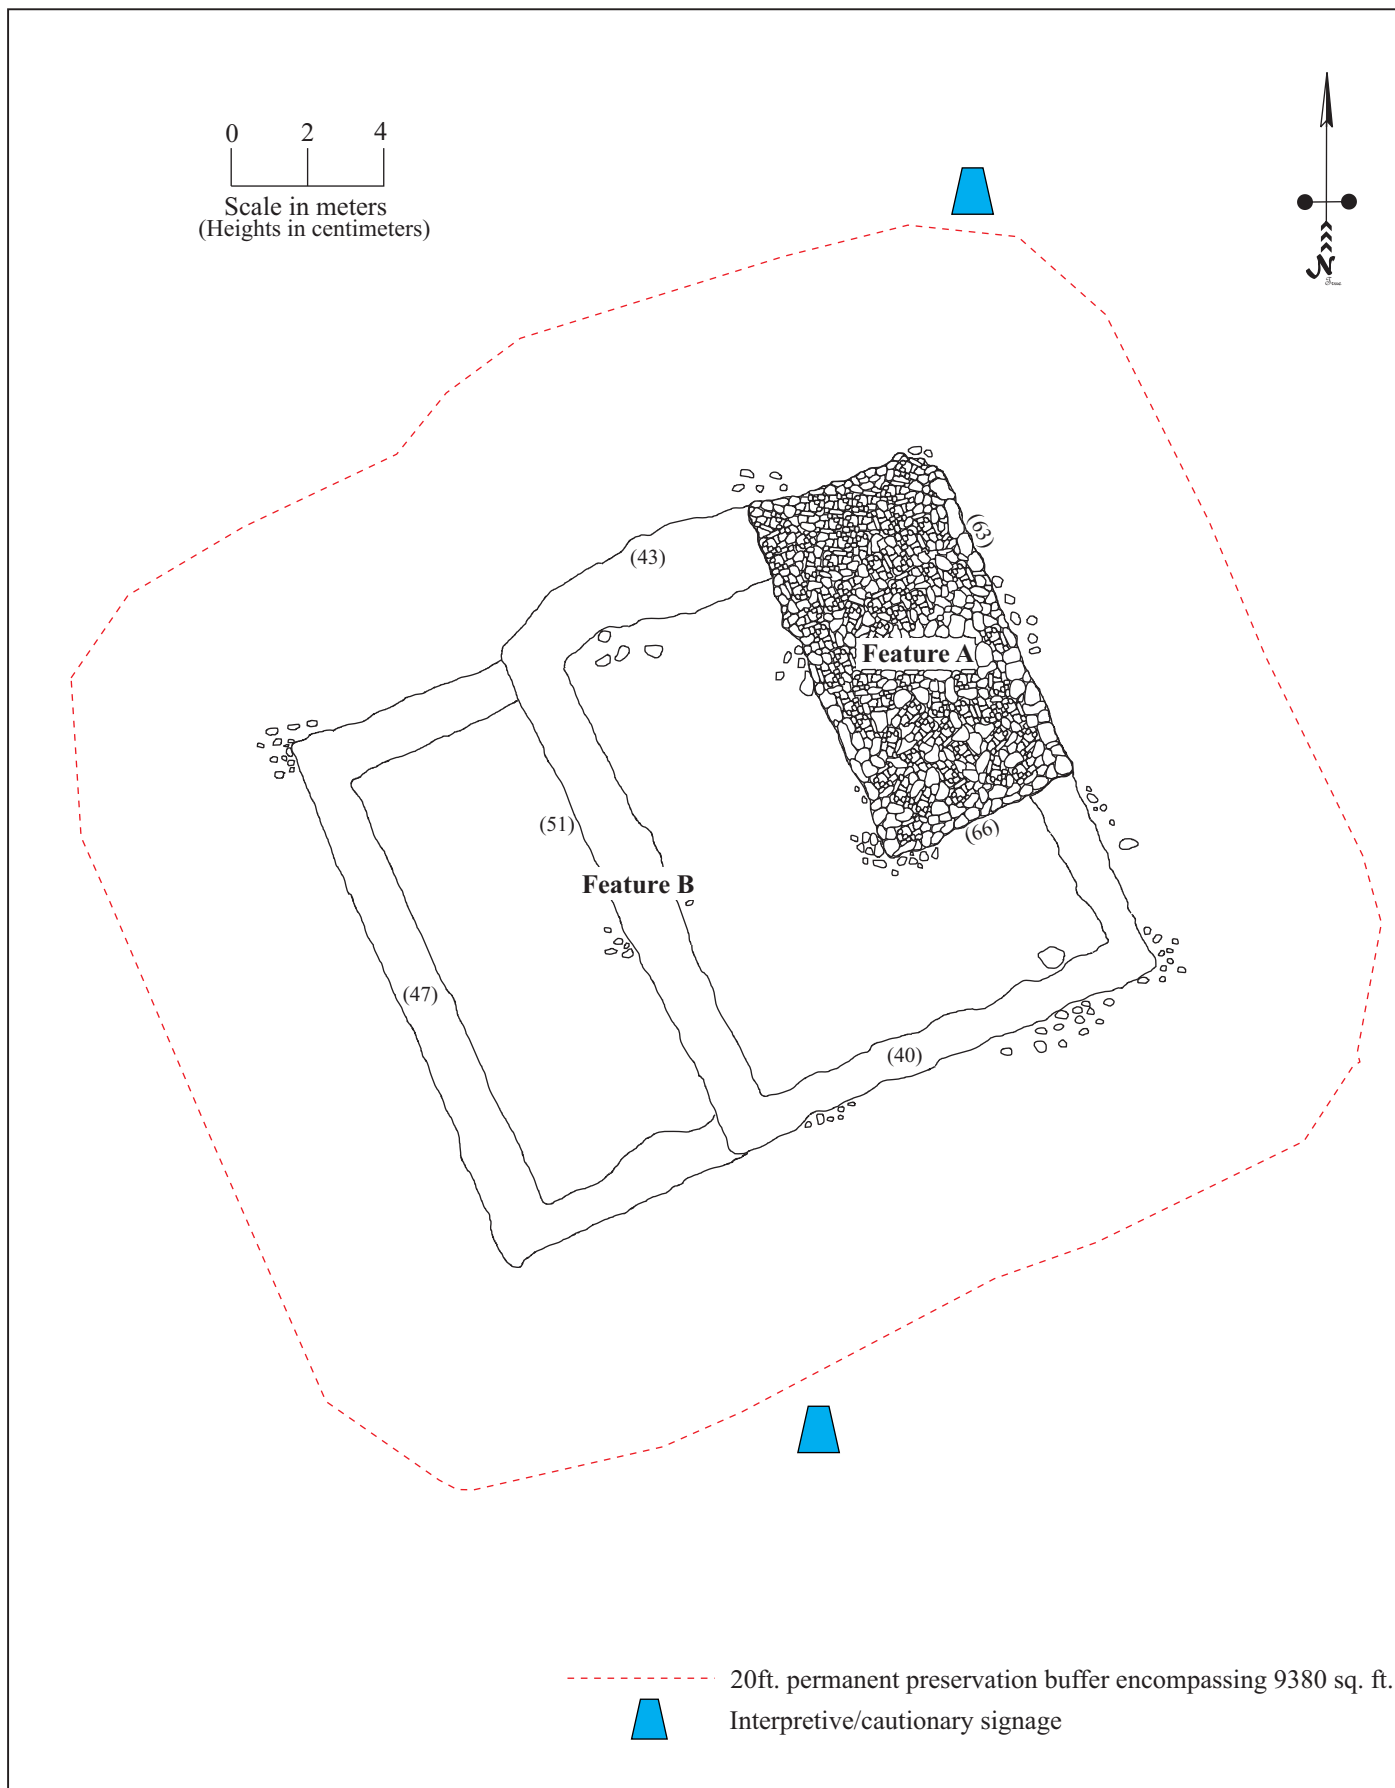 0 2 4
Scale in meters
(Heights in centimeters)
N
(63)
(43)
Feature A
(51)
(66)
Feature B
(47)
(40)
20ft. permanent preservation buffer encompassing 9380 sq. ft.
Interpretive/cautionary signage